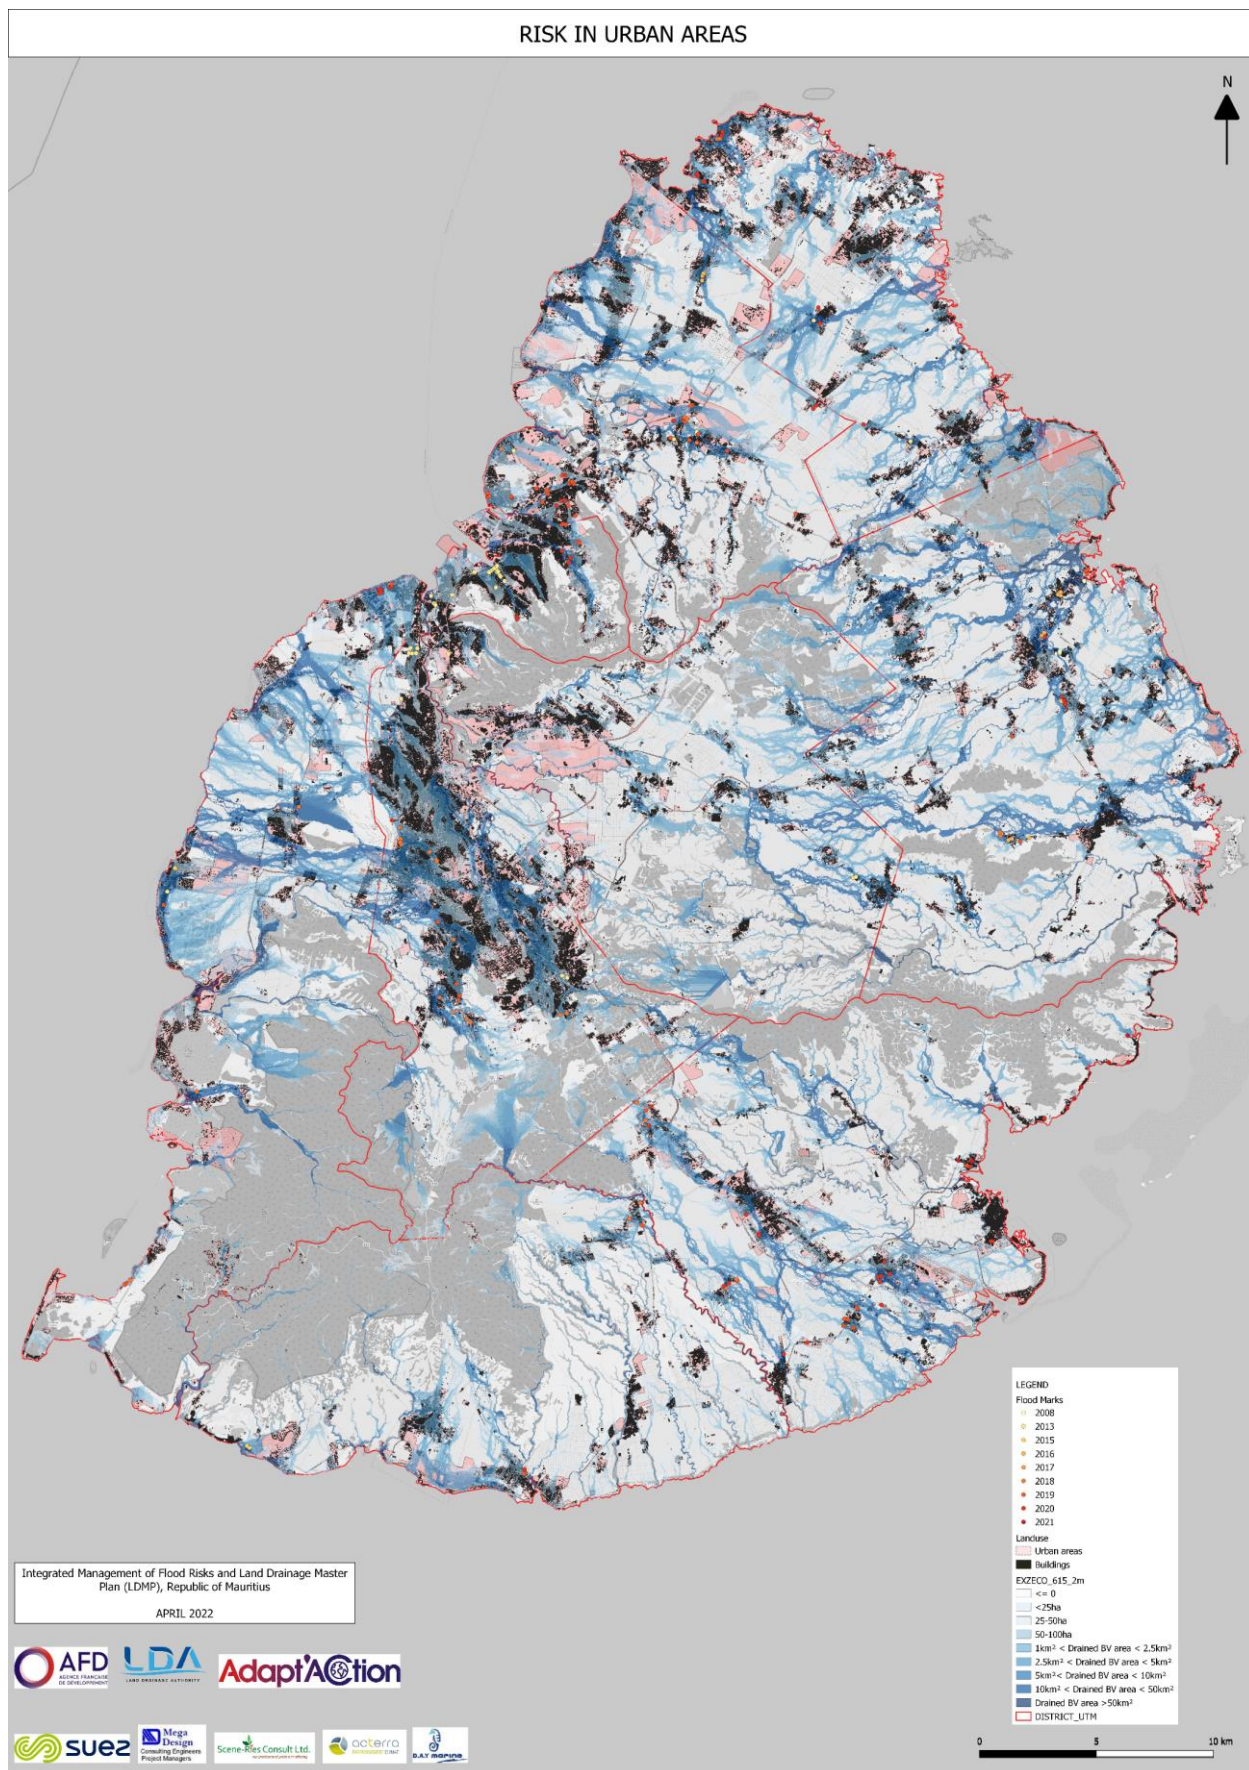 RISK IN URBAN AREAS
N
LEGEND
Flood Marks
2008
2013
2015
2016
2017
2018
2019
2020
2021
Landuse
Urban areas
Buildings
EXZECO_615_2m
<= 0
<25ha
25-50ha
50-100ha
1km² < Drained BV area < 2.5km²
2.5km² < Drained BV area < 5km²
5km²< Drained BV area < 10km²
10km² < Drained BV area < 50km²
Drained BV area >50km²
DISTRICT_UTM
0 5 10 km
Integrated Management of Flood Risks and Land Drainage Master
Plan (LDMP), Republic of Mauritius
APRIL 2022
AFD
AGENCE FRANÇAISE
DE DÉVELOPPEMENT
LDA
LAND DRAINAGE AUTHORITY
Adapt'ACtion
suez
Mega
Design
Consulting Engineers
Project Managers
Scene-Ries Consult Ltd.
acterra
D.A.T marine